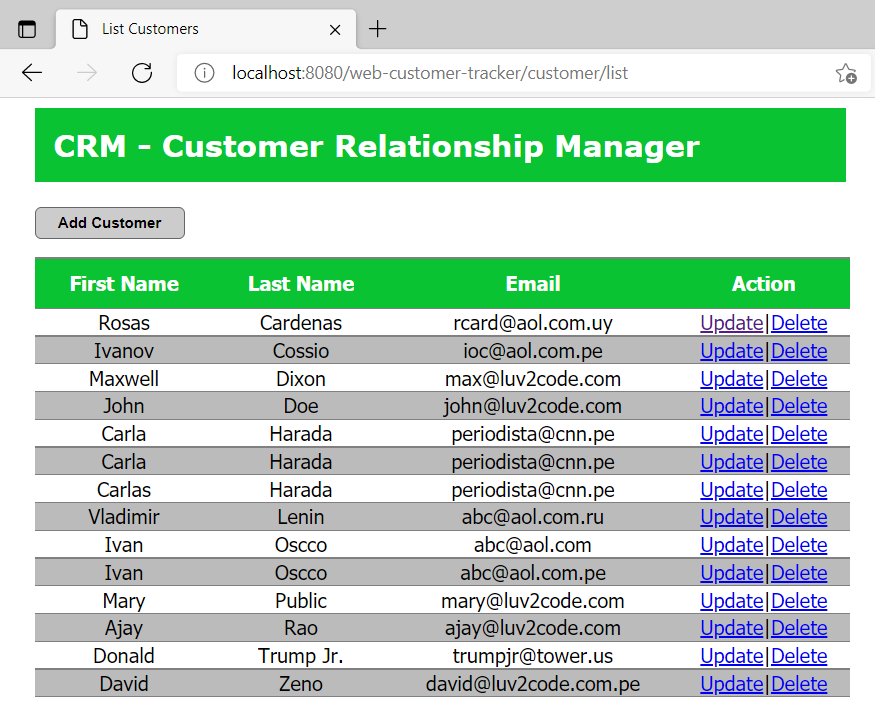 List Customers
localhost:8080/web-customer-tracker/customer/list
CRM - Customer Relationship Manager
Add Customer
First Name Last Name Email Action
Rosas Cardenas rcard@aol.com.uy Update|Delete
Ivanov Cossio ioc@aol.com.pe Update|Delete
Maxwell Dixon max@luv2code.com Update|Delete
John Doe john@luv2code.com Update|Delete
Carla Harada periodista@cnn.pe Update|Delete
Carla Harada periodista@cnn.pe Update|Delete
Carlas Harada periodista@cnn.pe Update|Delete
Vladimir Lenin abc@aol.com.ru Update|Delete
Ivan Oscco abc@aol.com Update|Delete
Ivan Oscco abc@aol.com.pe Update|Delete
Mary Public mary@luv2code.com Update|Delete
Ajay Rao ajay@luv2code.com Update|Delete
Donald Trump Jr. trumpjr@tower.us Update|Delete
David Zeno david@luv2code.com.pe Update|Delete